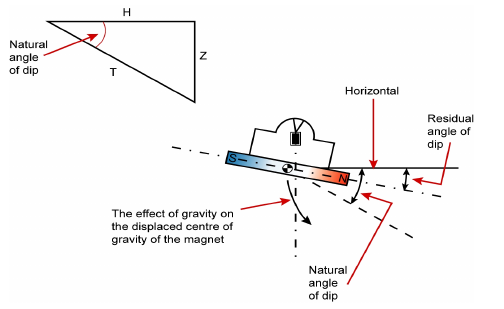 H
Natural
angle
of dip
T
Z
Horizontal
Residual
angle of
dip
S
N
The effect of gravity on
the displaced centre of
gravity of the magnet
Natural
angle
of dip